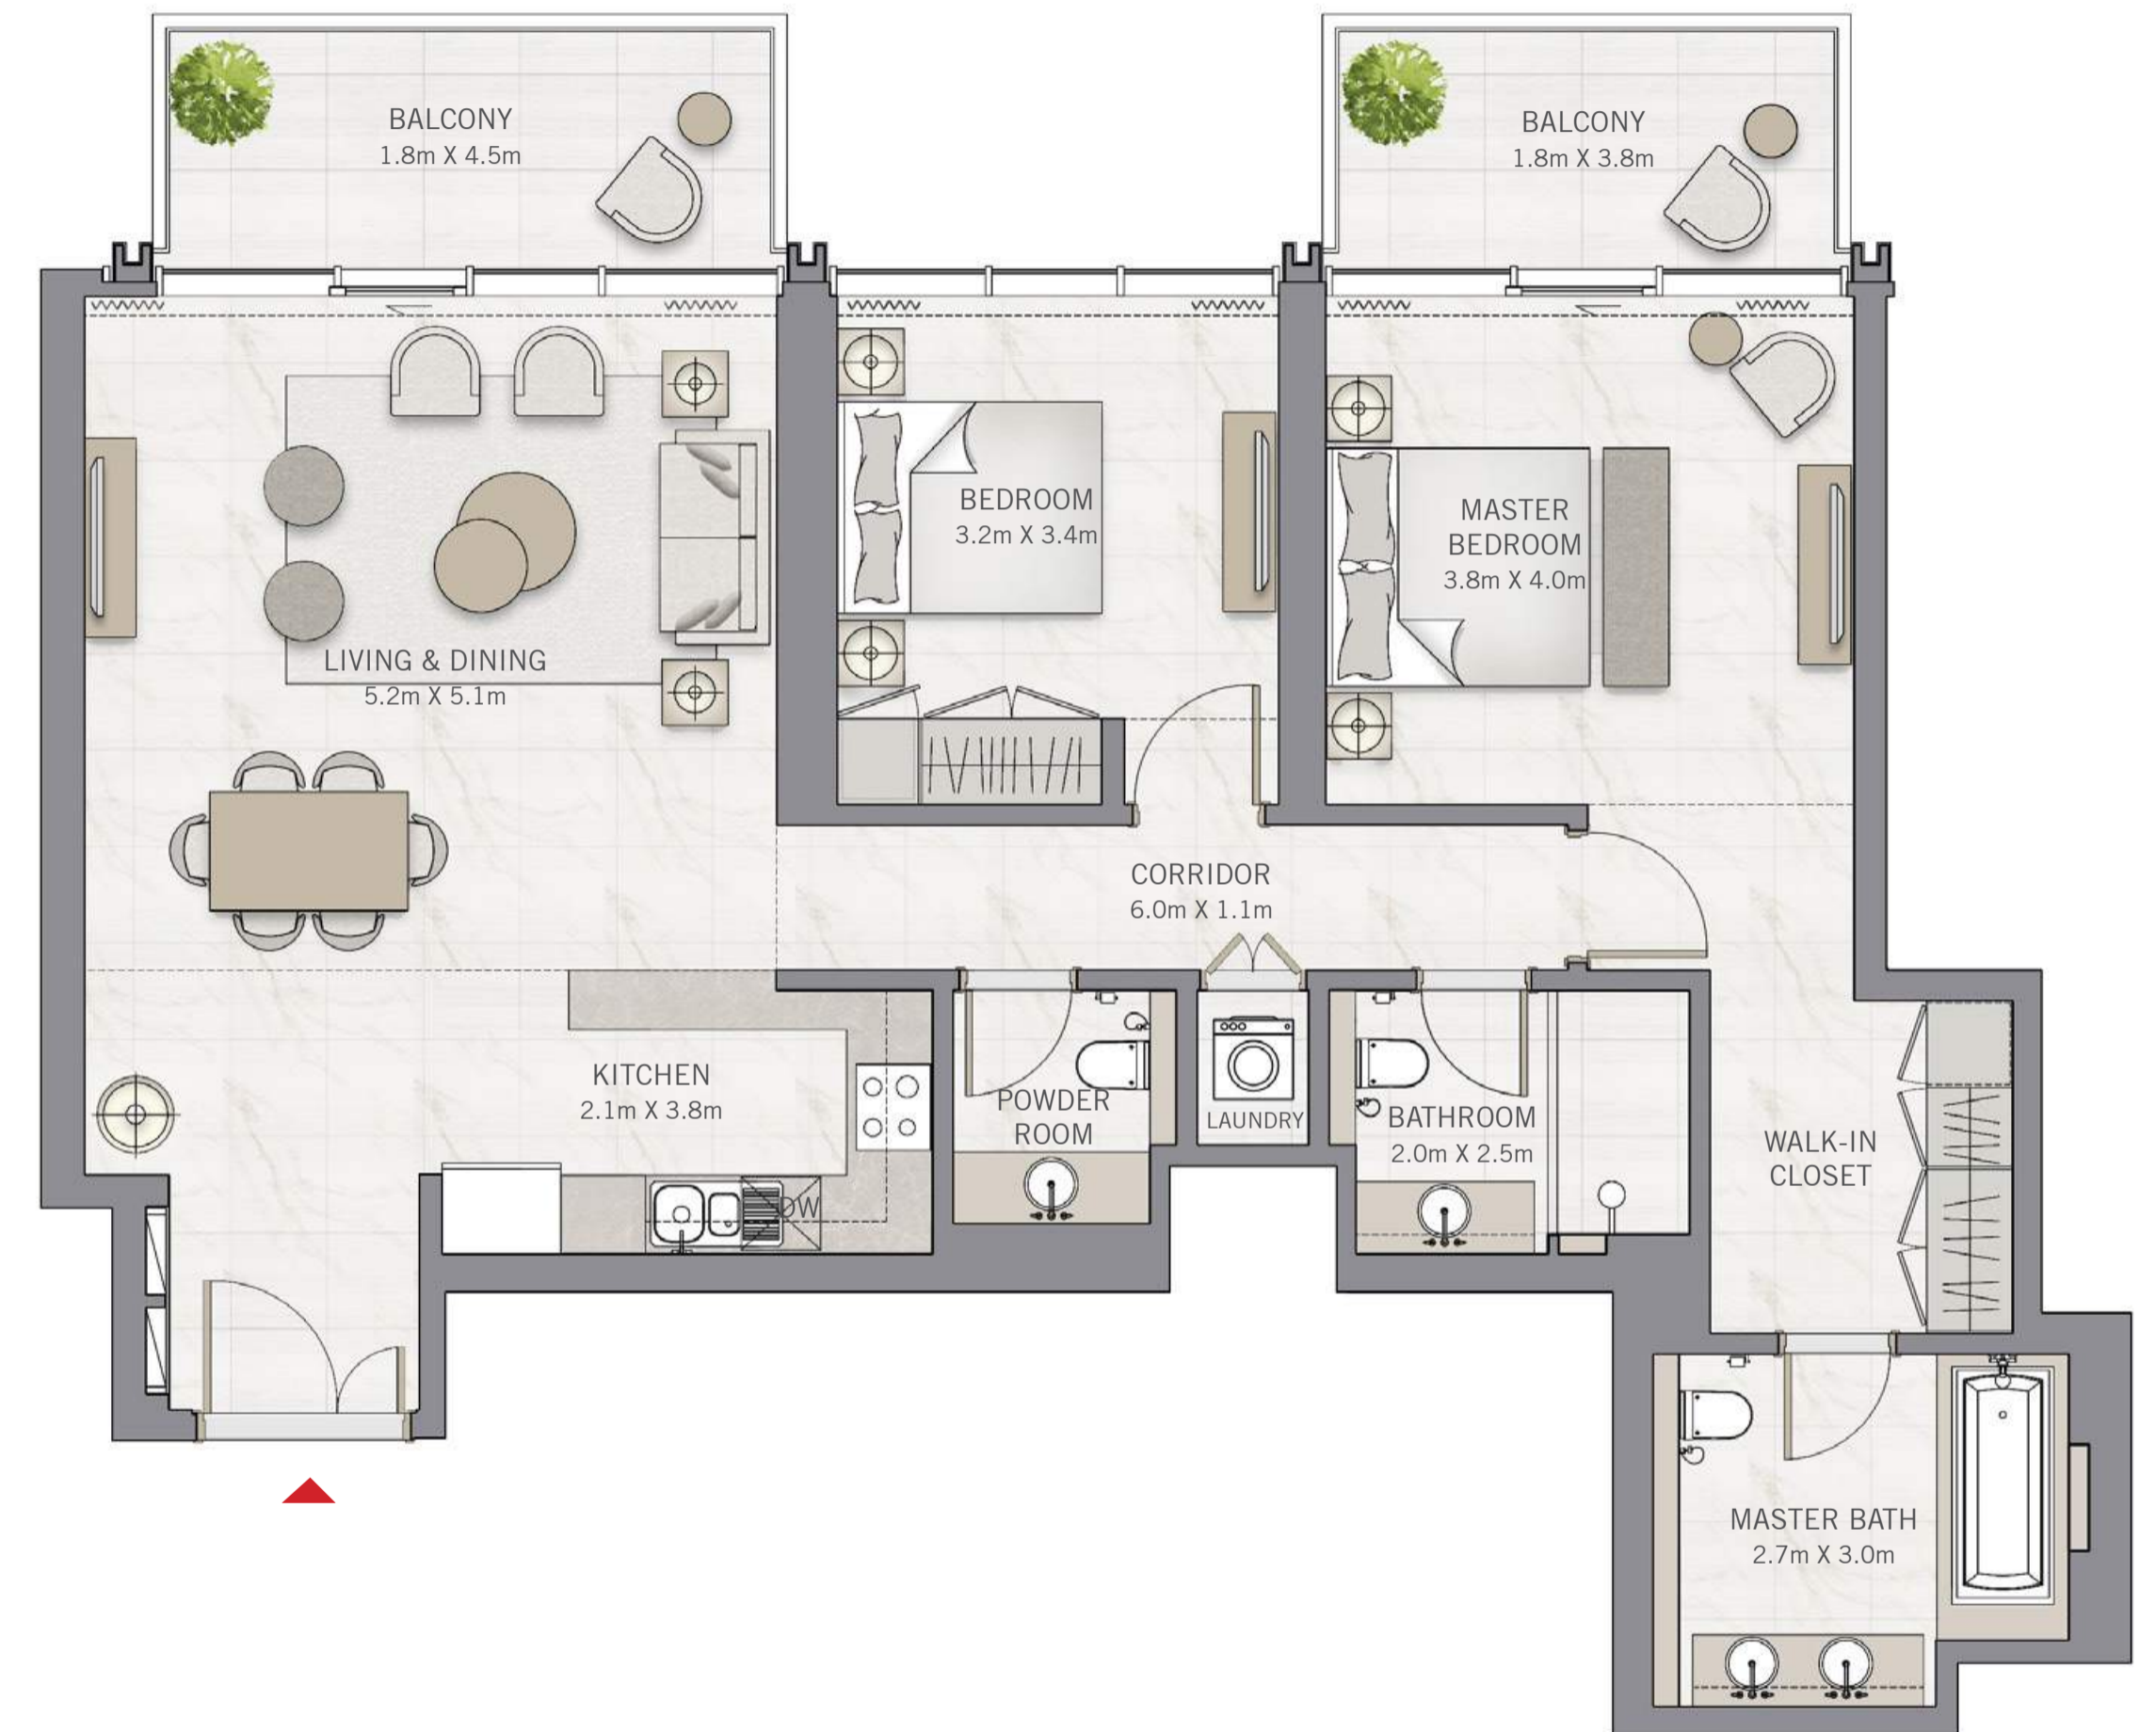 BALCONY
1.8m X 4.5m
BALCONY
1.8m X 3.8m
BEDROOM
3.2m X 3.4m
MASTER
BEDROOM
3.8m X 4.0m
LIVING & DINING
5.2m X 5.1m
CORRIDOR
6.0m X 1.1m
KITCHEN
2.1m X 3.8m
DW
POWDER
ROOM
LAUNDRY
BATHROOM
2.0m X 2.5m
WALK-IN
CLOSET
MASTER BATH
2.7m X 3.0m